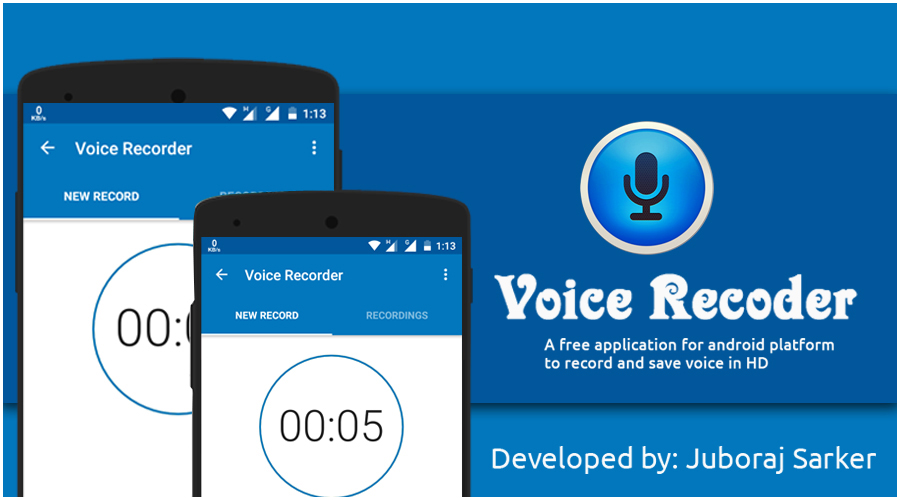 0
KB/s
M
G
1:13
Voice Recorder
NEW RECORD
0
KB/s
H
G
1:13
Voice Recorder
NEW RECORD
RECORDINGS
00:05
Voice Recoder
A free application for android platform
to record and save voice in HD
Developed by: Juboraj Sarker